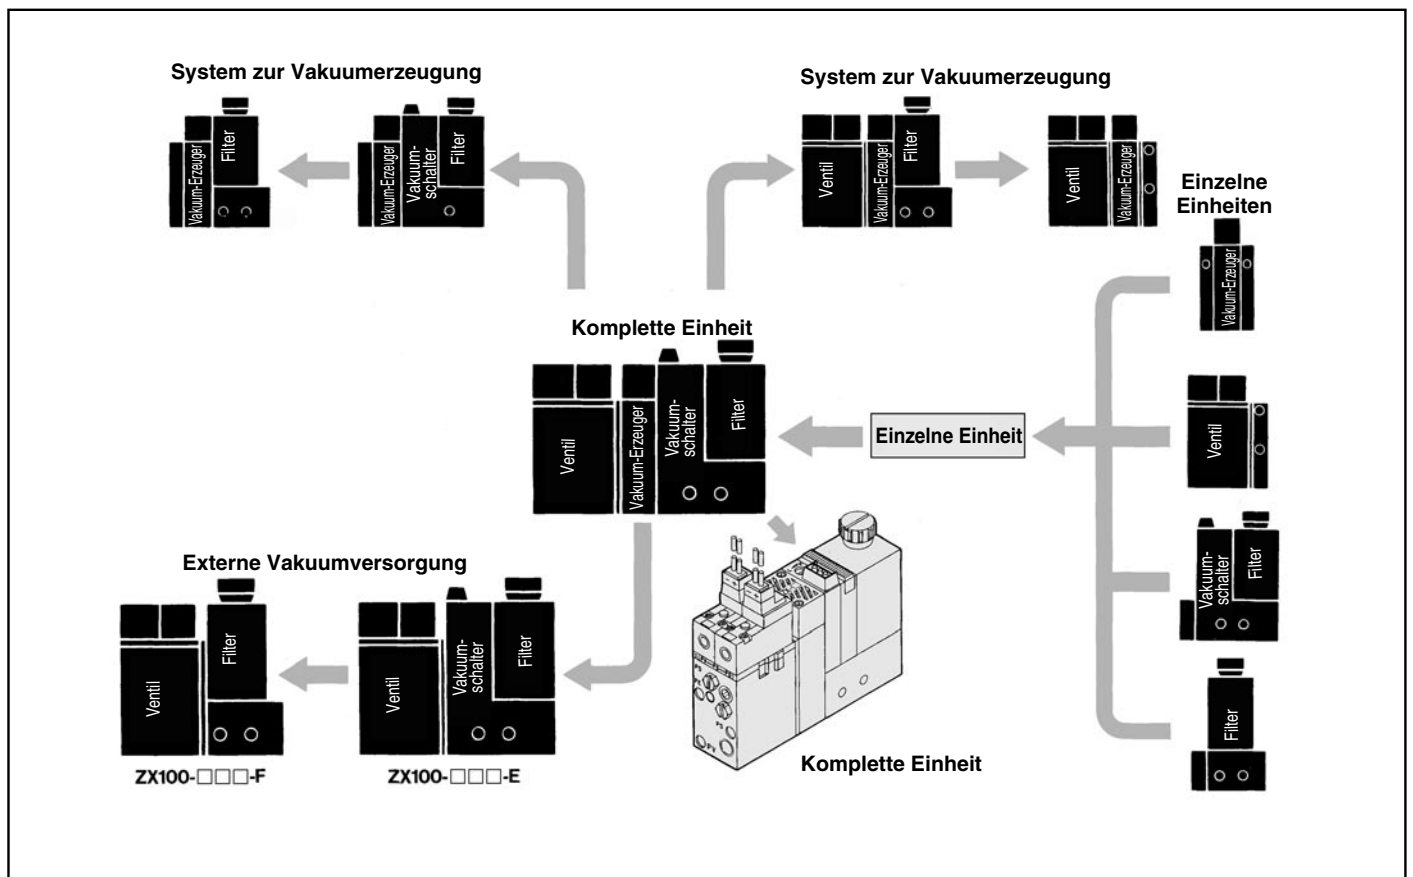 System zur Vakuumerzeugung
System zur Vakuumerzeugung
Vakuum-Erzeuger
Filter
Vakuum-Erzeuger
Vakuum-
schalter
Filter
Ventil
Vakuum-Erzeuger
Filter
Ventil
Vakuum-Erzeuger
Einzelne
Einheiten
Vakuum-Erzeuger
Komplette Einheit
Ventil
Vakuum-Erzeuger
Vakuum-
schalter
Filter
Einzelne Einheit
Ventil
Externe Vakuumversorgung
Ventil
Filter
Ventil
Vakuum-
schalter
Filter
Vakuum-
schalter
Filter
Filter
ZX100-□□□-F
ZX100-□□□-E
Komplette Einheit